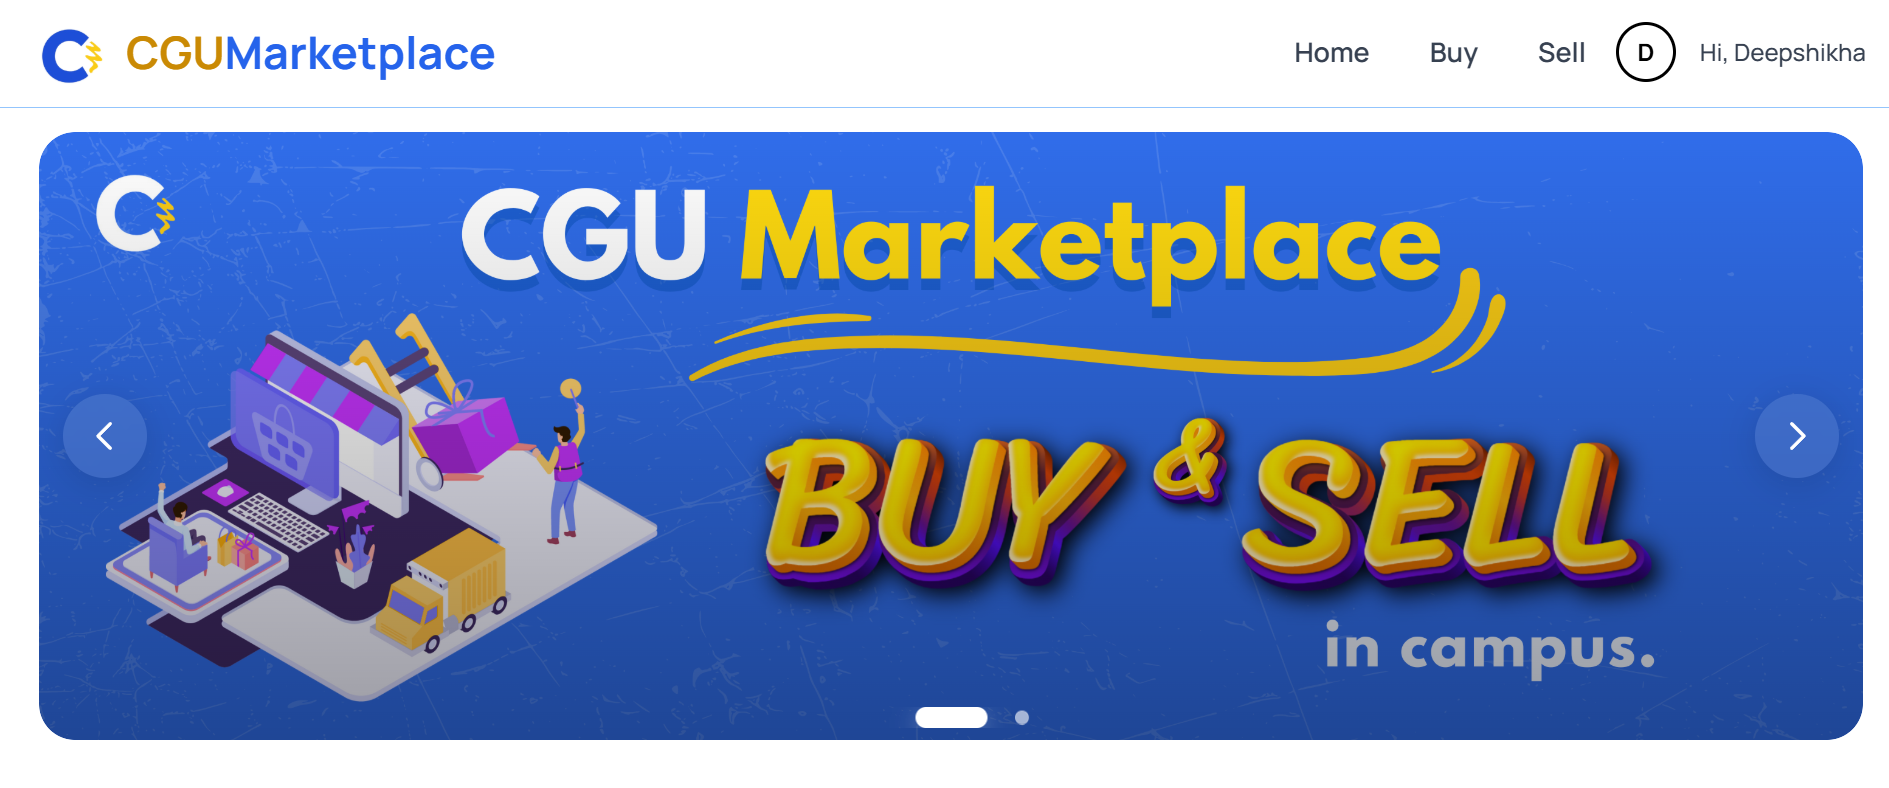 CGUMarketplace
Home Buy Sell D Hi, Deepshikha
C
CGU Marketplace
BUY & SELL
in campus.